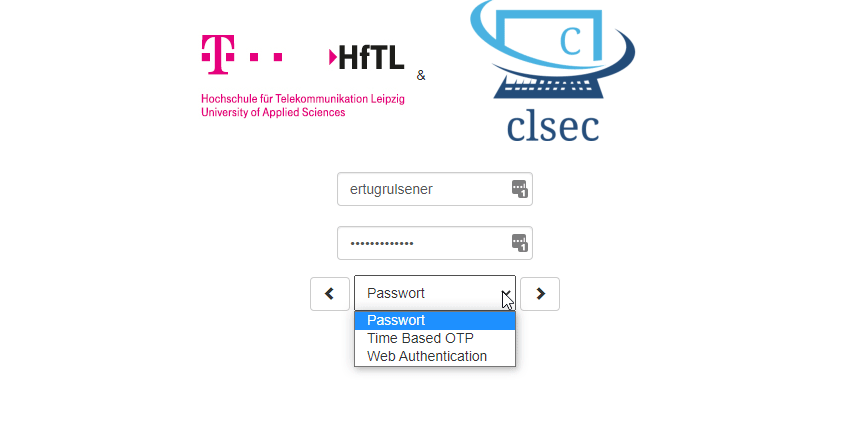 T
HfTL
&
Hochschule für Telekommunikation Leipzig
University of Applied Sciences
C
clsec
ertugrulsener
•••••••••••••
Passwort
Passwort
Time Based OTP
Web Authentication